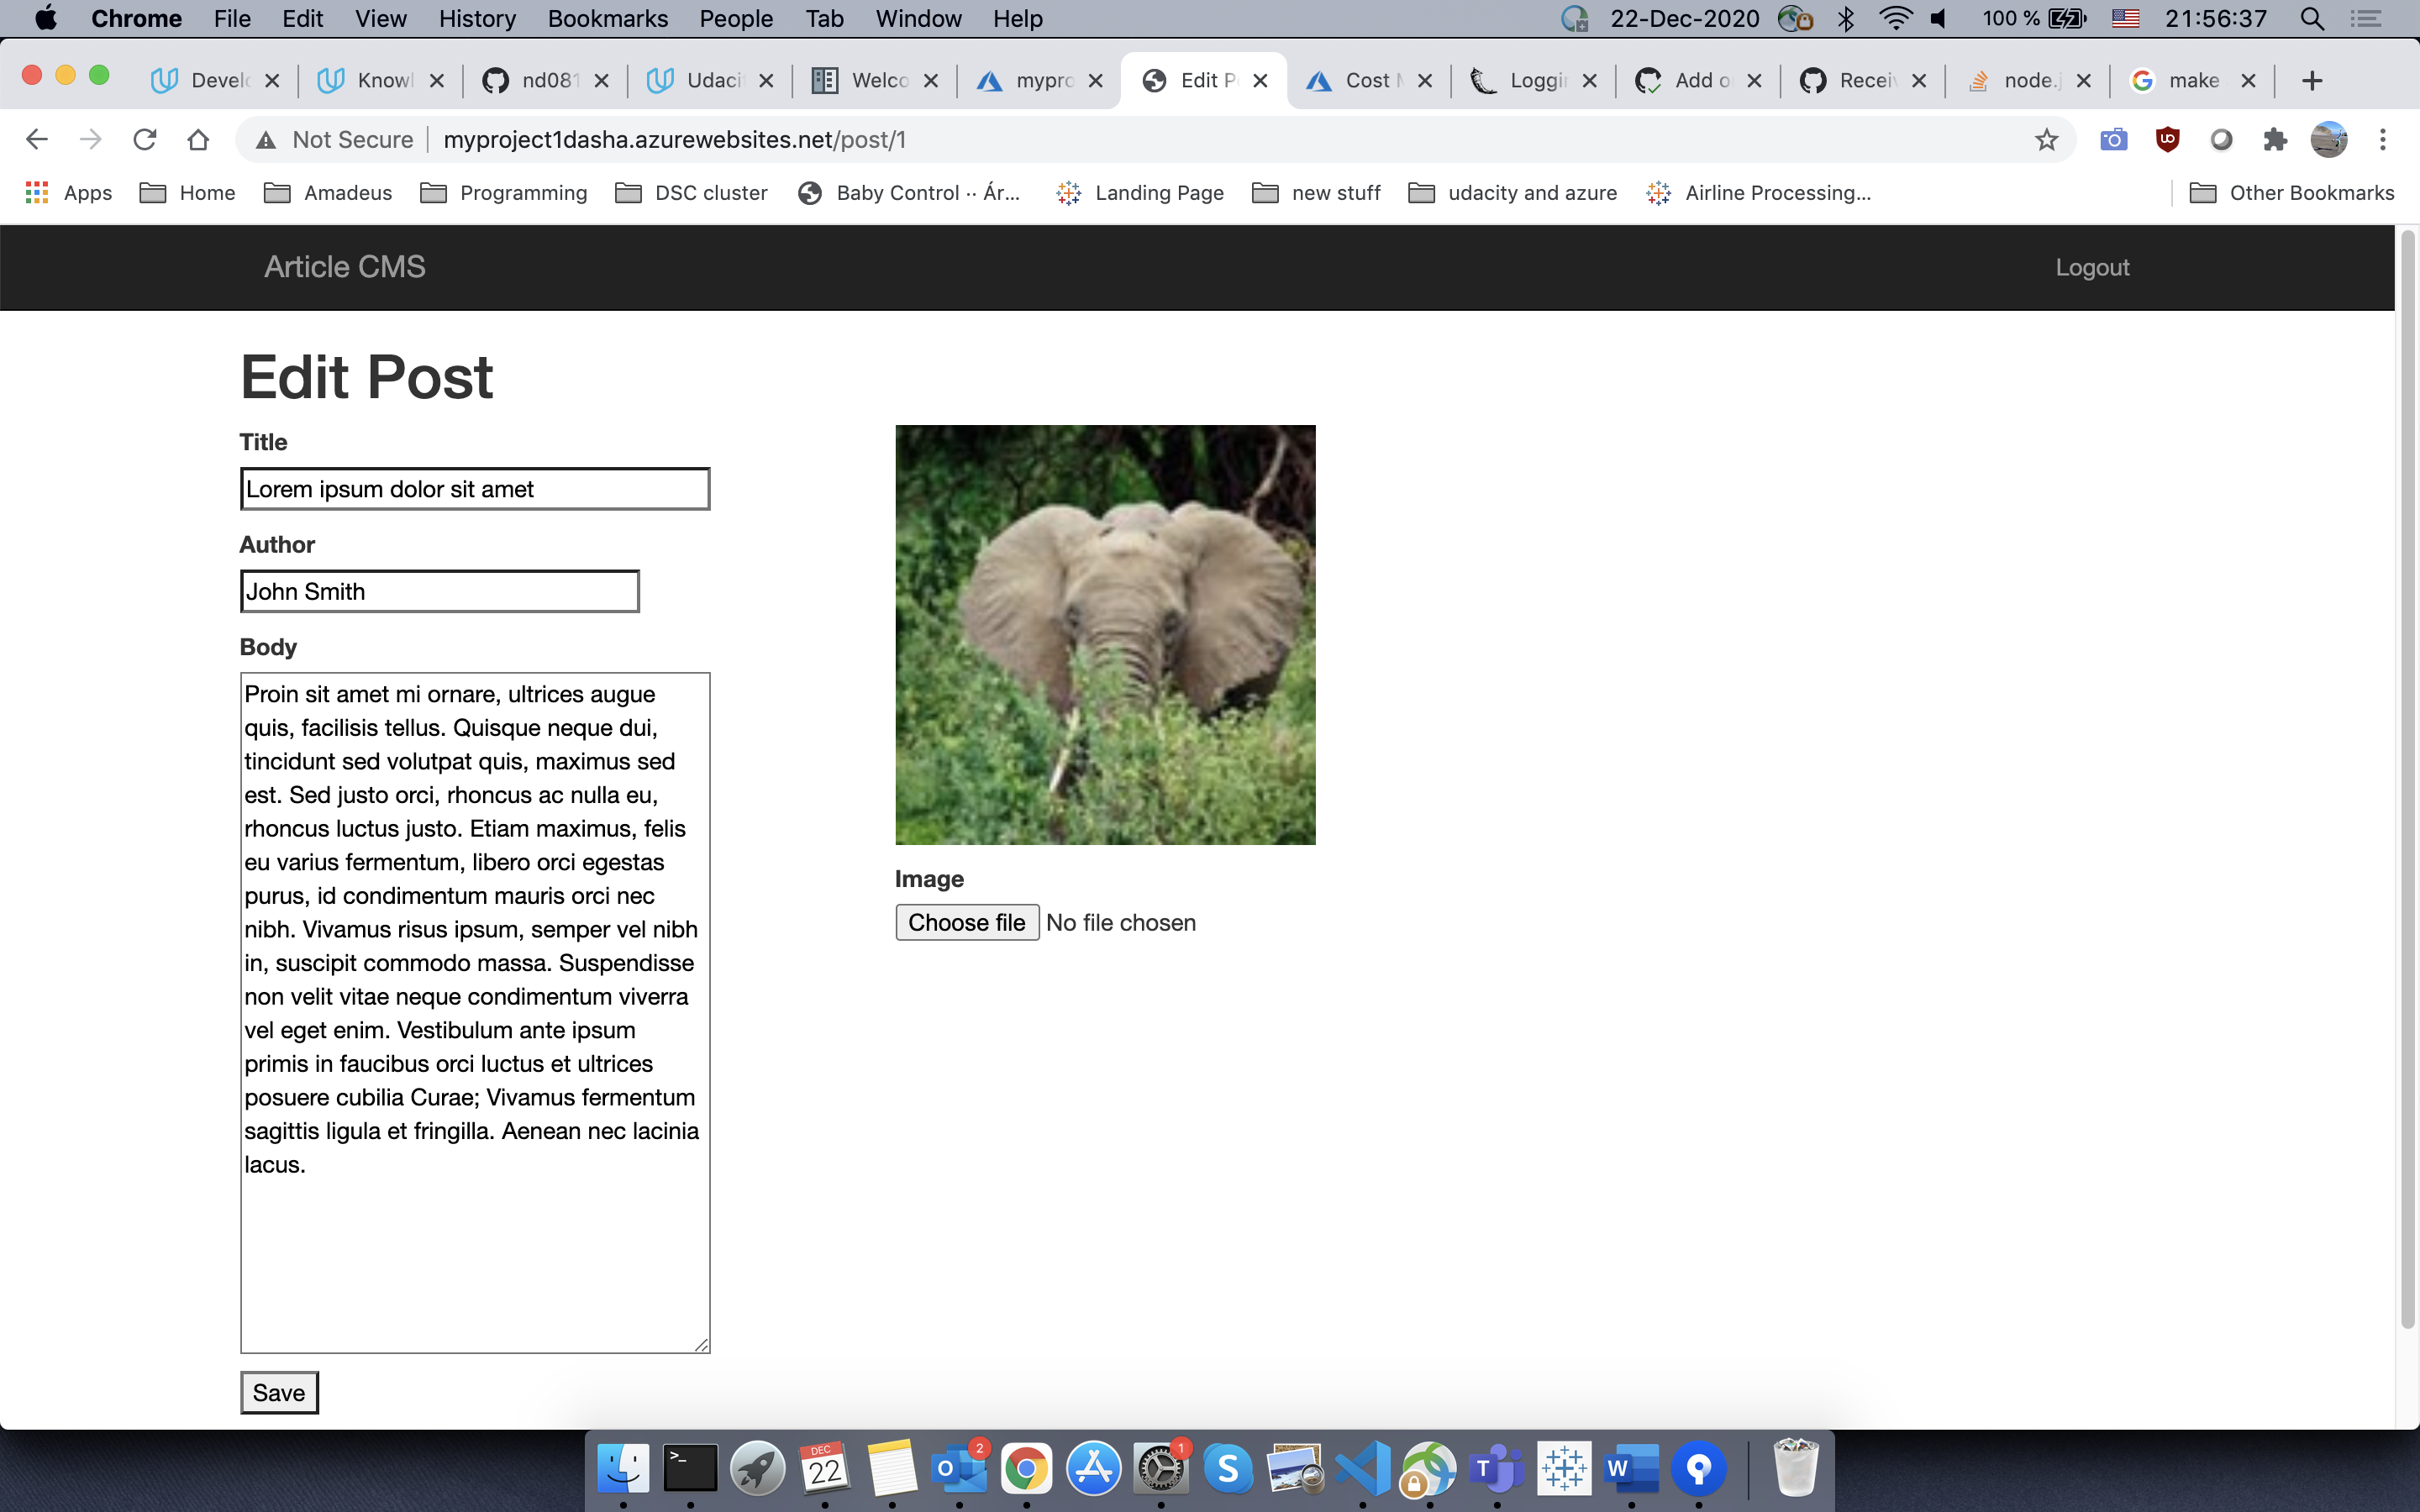 Chrome File Edit View History Bookmarks People Tab Window Help 22-Dec-2020 100 % 21:56:37
Develo Knowl nd081 Udacit Welco mypro Edit P Cost M Loggin Add o Receiv node.j make
Not Secure myproject1dasha.azurewebsites.net/post/1
Apps Home Amadeus Programming DSC cluster Baby Control ·· Ár... Landing Page new stuff udacity and azure Airline Processing... Other Bookmarks
Article CMS Logout
Edit Post
Title
Lorem ipsum dolor sit amet
Author
John Smith
Body
Proin sit amet mi ornare, ultrices augue
quis, facilisis tellus. Quisque neque dui,
tincidunt sed volutpat quis, maximus sed
est. Sed justo orci, rhoncus ac nulla eu,
rhoncus luctus justo. Etiam maximus, felis
eu varius fermentum, libero orci egestas
purus, id condimentum mauris orci nec
nibh. Vivamus risus ipsum, semper vel nibh
in, suscipit commodo massa. Suspendisse
non velit vitae neque condimentum viverra
vel eget enim. Vestibulum ante ipsum
primis in faucibus orci luctus et ultrices
posuere cubilia Curae; Vivamus fermentum
sagittis ligula et fringilla. Aenean nec lacinia
lacus.
Save
Image
Choose file No file chosen
DEC
22
2
1